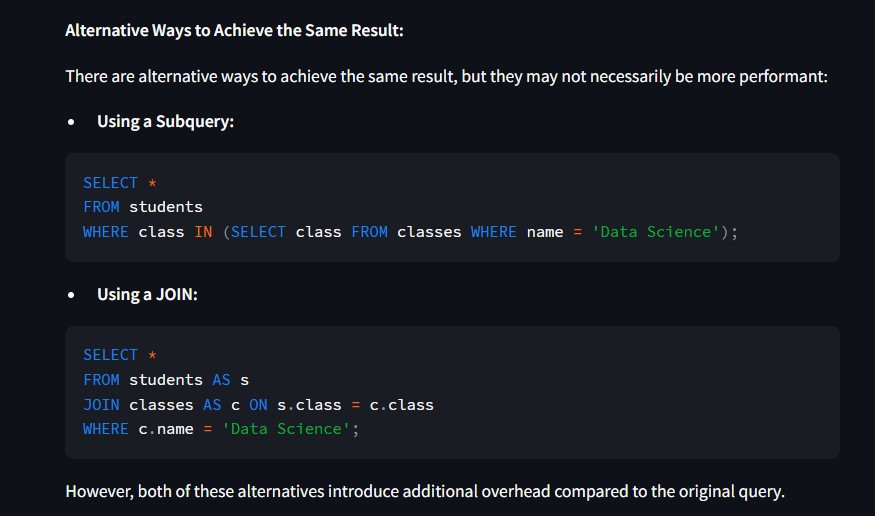 Alternative Ways to Achieve the Same Result:
There are alternative ways to achieve the same result, but they may not necessarily be more performant:
• Using a Subquery:
SELECT *
FROM students
WHERE class IN (SELECT class FROM classes WHERE name = 'Data Science');
• Using a JOIN:
SELECT *
FROM students AS s
JOIN classes AS c ON s.class = c.class
WHERE c.name = 'Data Science';
However, both of these alternatives introduce additional overhead compared to the original query.